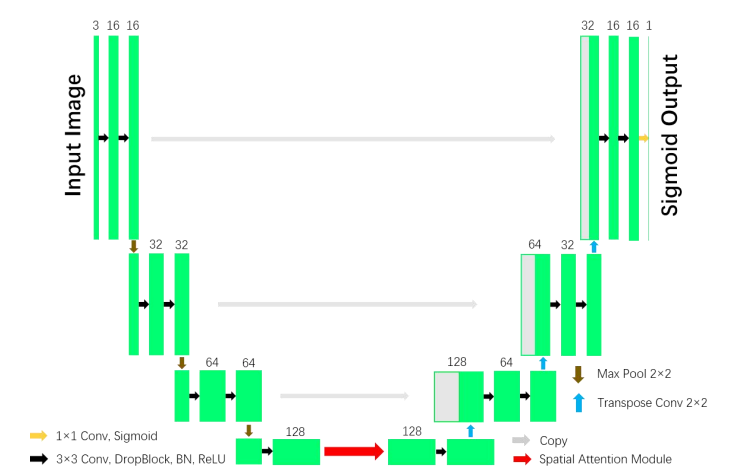 3 16 16
32 16 16 1
Input Image
Sigmoid Output
32 32
64 32
64 64
128 64
128
128
Max Pool 2×2
Transpose Conv 2×2
1×1 Conv, Sigmoid
3×3 Conv, DropBlock, BN, ReLU
Copy
Spatial Attention Module